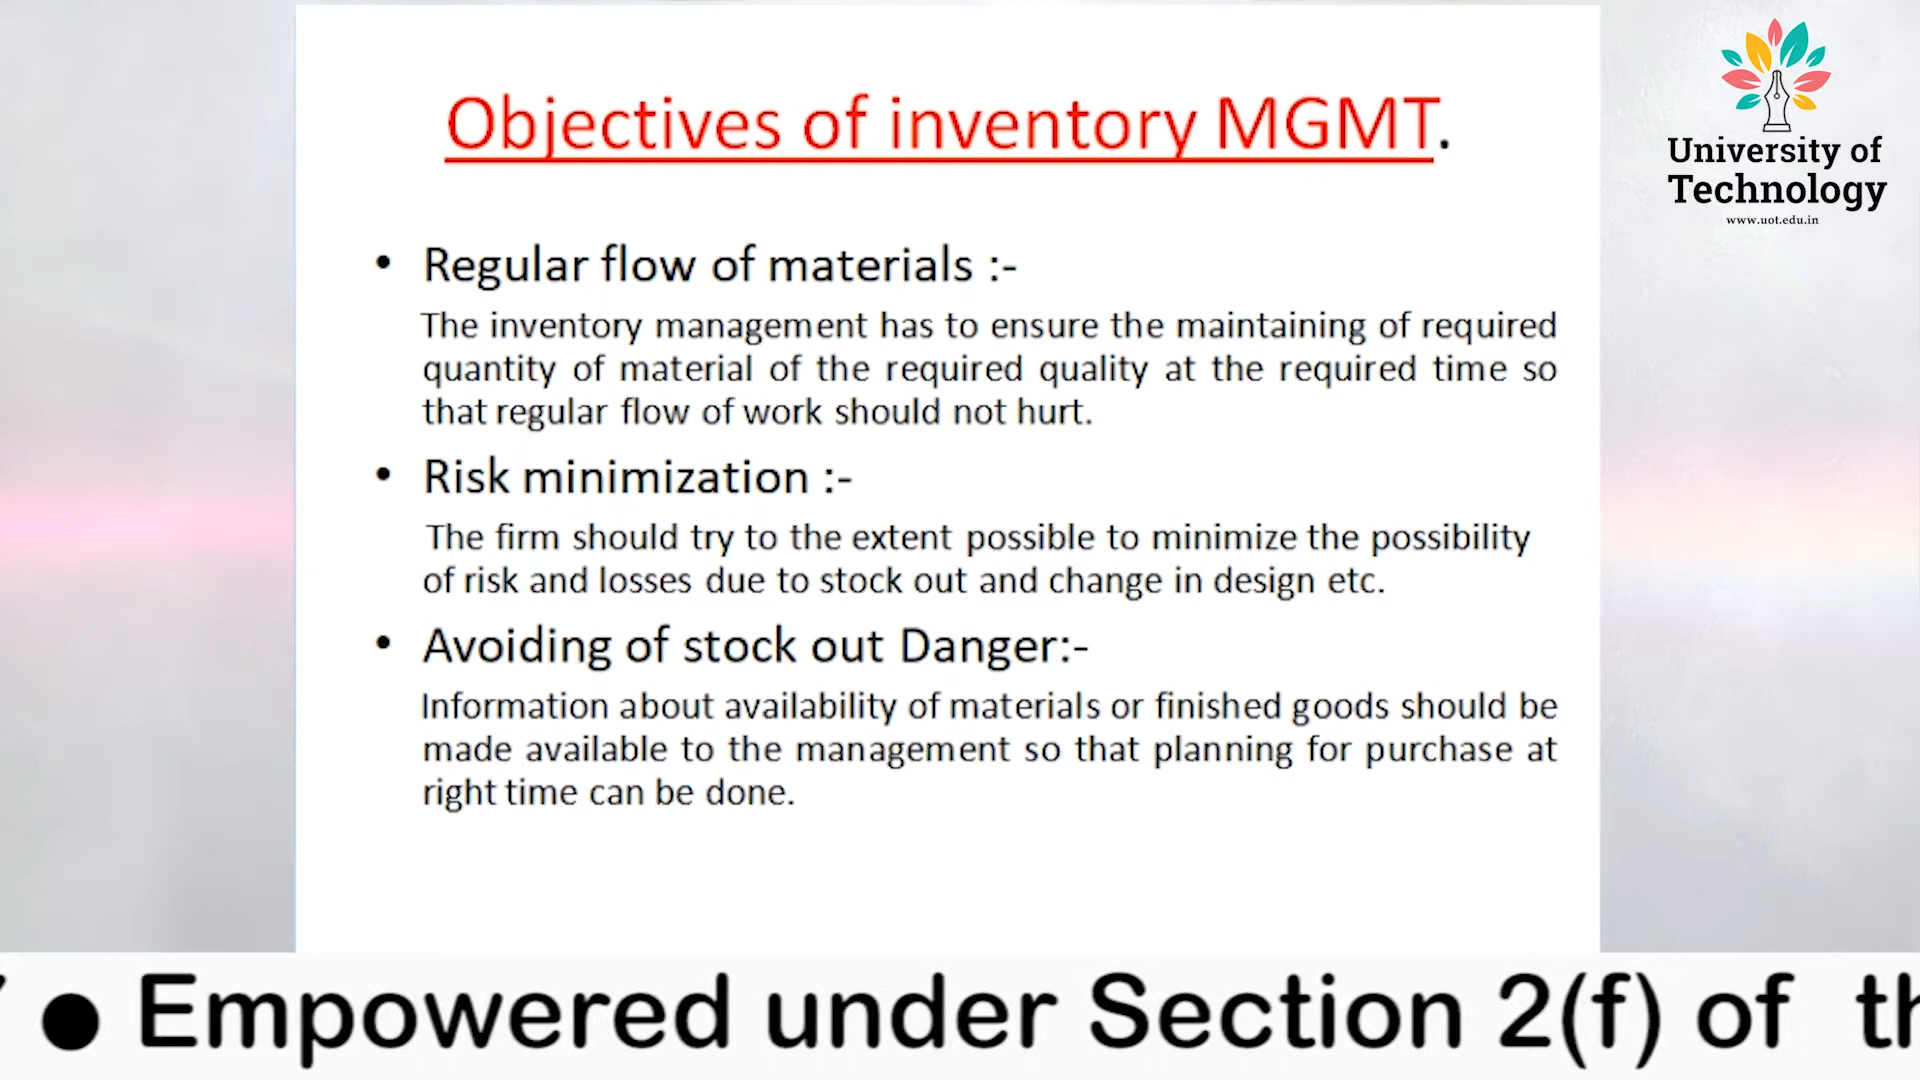 Objectives of inventory MGMT.
University of
Technology
www.uot.edu.in
• Regular flow of materials :-
The inventory management has to ensure the maintaining of required
quantity of material of the required quality at the required time so
that regular flow of work should not hurt.
• Risk minimization :-
The firm should try to the extent possible to minimize the possibility
of risk and losses due to stock out and change in design etc.
• Avoiding of stock out Danger:-
Information about availability of materials or finished goods should be
made available to the management so that planning for purchase at
right time can be done.
● Empowered under Section 2(f) of